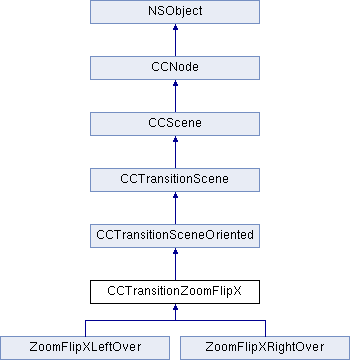 NSObject
CCNode
CCScene
CCTransitionScene
CCTransitionSceneOriented
CCTransitionZoomFlipX
ZoomFlipXLeftOver
ZoomFlipXRightOver